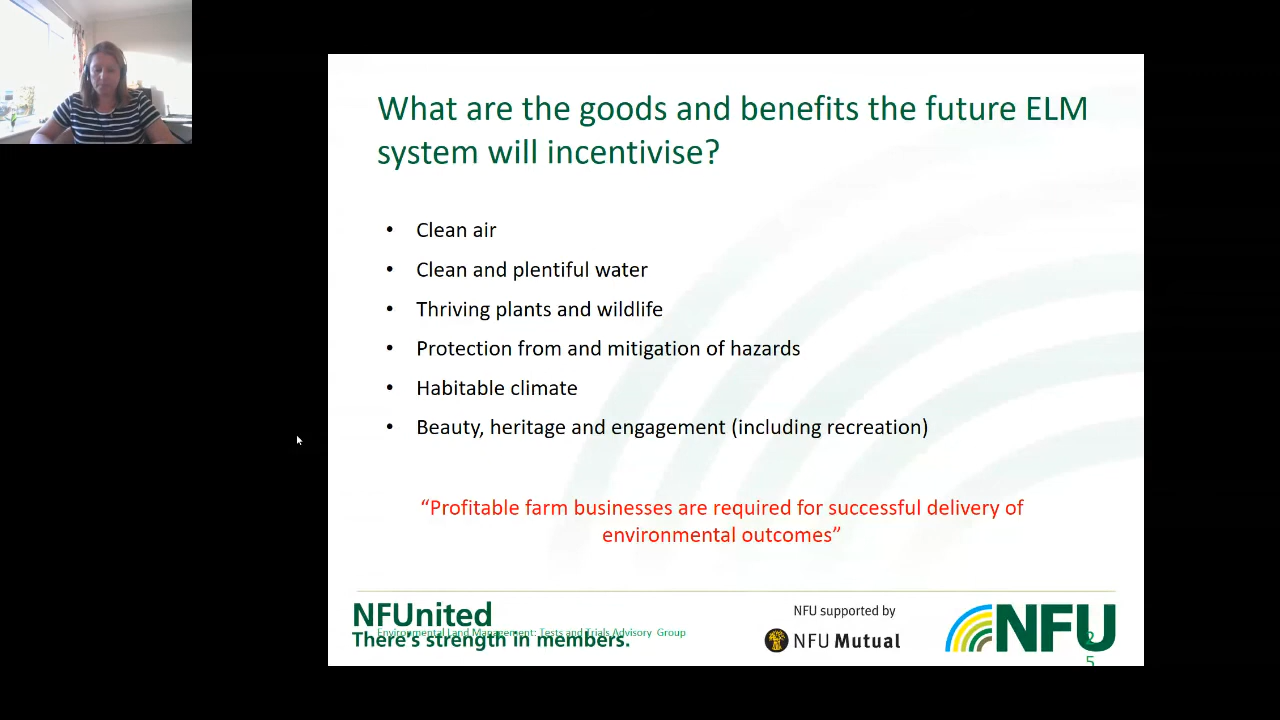 What are the goods and benefits the future ELM
system will incentivise?
• Clean air
• Clean and plentiful water
• Thriving plants and wildlife
• Protection from and mitigation of hazards
• Habitable climate
• Beauty, heritage and engagement (including recreation)
“Profitable farm businesses are required for successful delivery of
environmental outcomes”
NFUnited
Environmental Land Management: Tests and Trials Advisory Group
There's strength in members.
NFU supported by
NFU Mutual
NFU
2
5